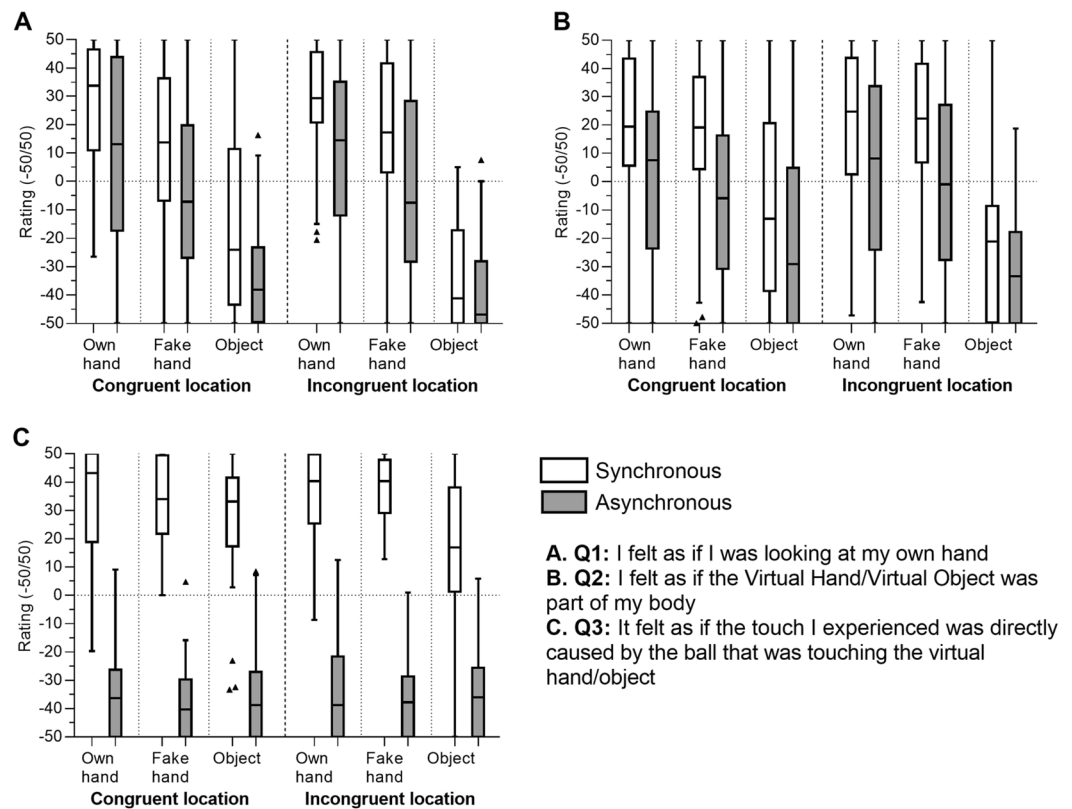 A
B
50
40
30
20
10
0
-10
-20
-30
-40
-50
Rating (-50/50)
Own
hand
Fake
hand
Object
Own
hand
Fake
hand
Object
Congruent location
Incongruent location
50
40
30
20
10
0
-10
-20
-30
-40
-50
Rating (-50/50)
Own
hand
Fake
hand
Object
Own
hand
Fake
hand
Object
Congruent location
Incongruent location
C
50
40
30
20
10
0
-10
-20
-30
-40
-50
Rating (-50/50)
Own
hand
Fake
hand
Object
Own
hand
Fake
hand
Object
Congruent location
Incongruent location
Synchronous
Asynchronous
A. Q1: I felt as if I was looking at my own hand
B. Q2: I felt as if the Virtual Hand/Virtual Object was
part of my body
C. Q3: It felt as if the touch I experienced was directly
caused by the ball that was touching the virtual
hand/object